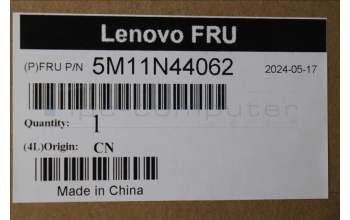 Lenovo FRU
(P)FRU P/N 5M11N44062 2024-05-17
Quantity: 1
(4L)Origin: CN
Made in China